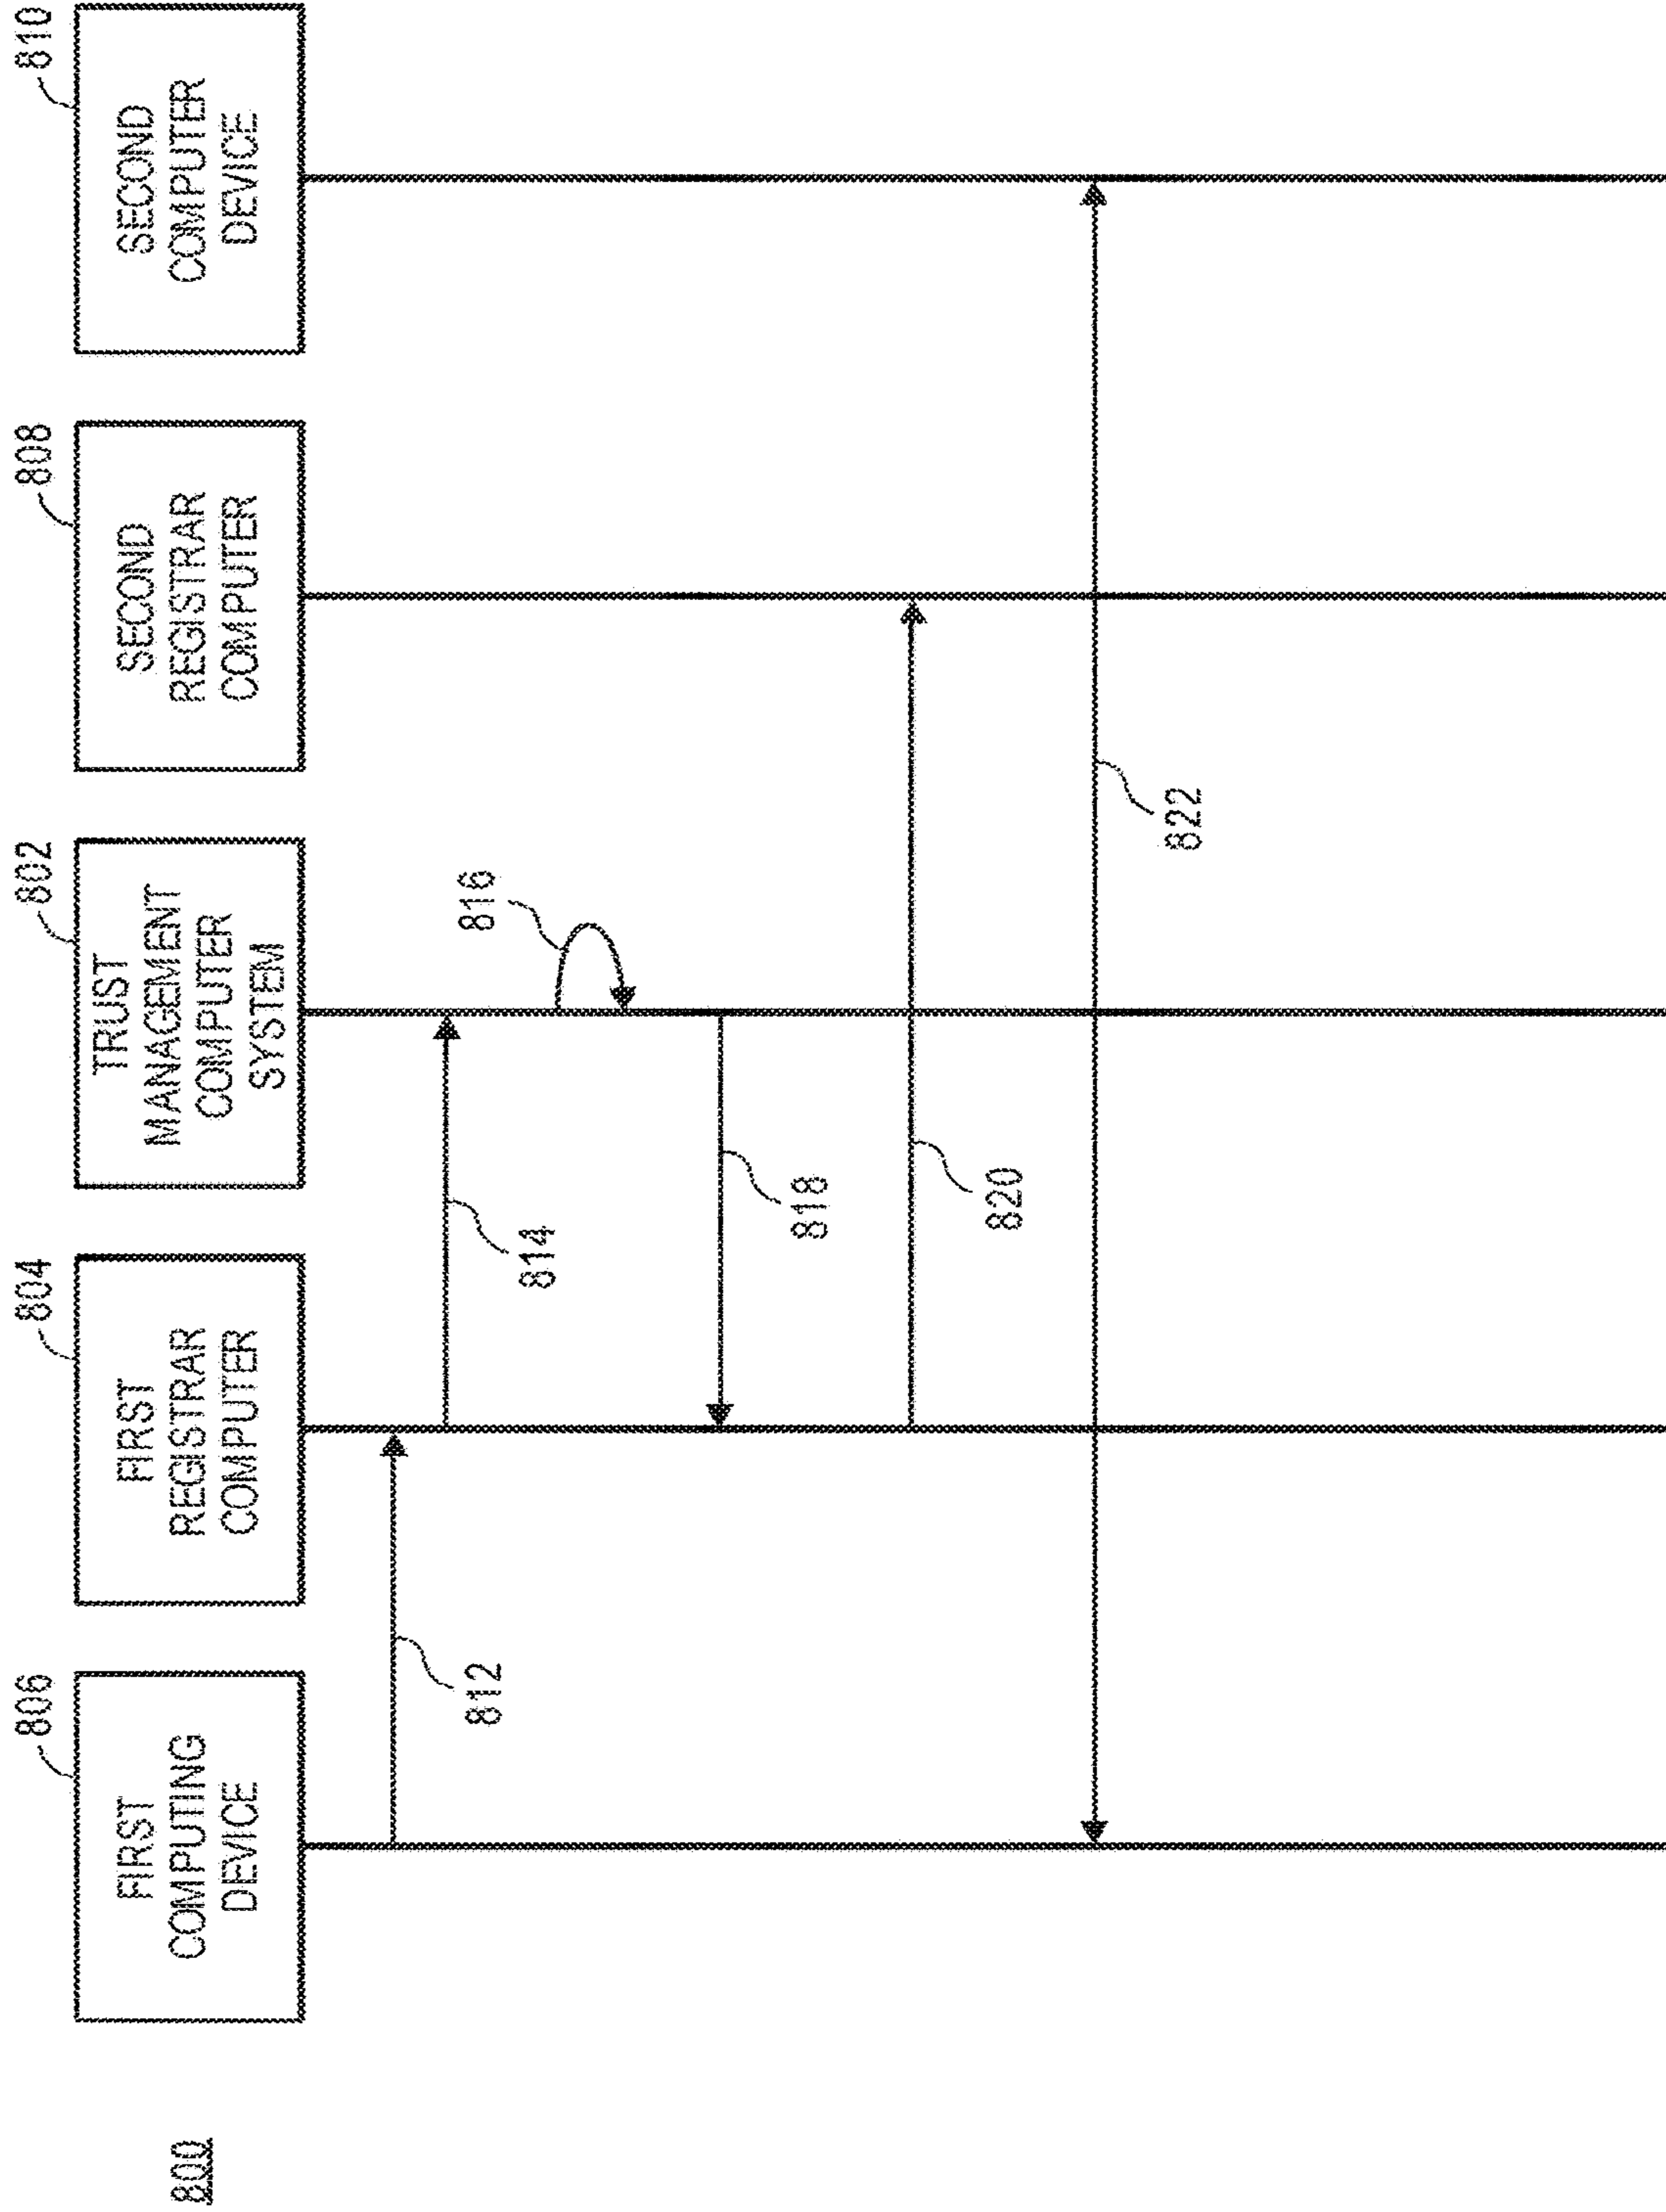 800
806
FIRST
COMPUTING
DEVICE
804
FIRST
REGISTRAR
COMPUTER
802
TRUST
MANAGEMENT
COMPUTER
SYSTEM
808
SECOND
REGISTRAR
COMPUTER
810
SECOND
COMPUTER
DEVICE
812
814
816
818
820
822